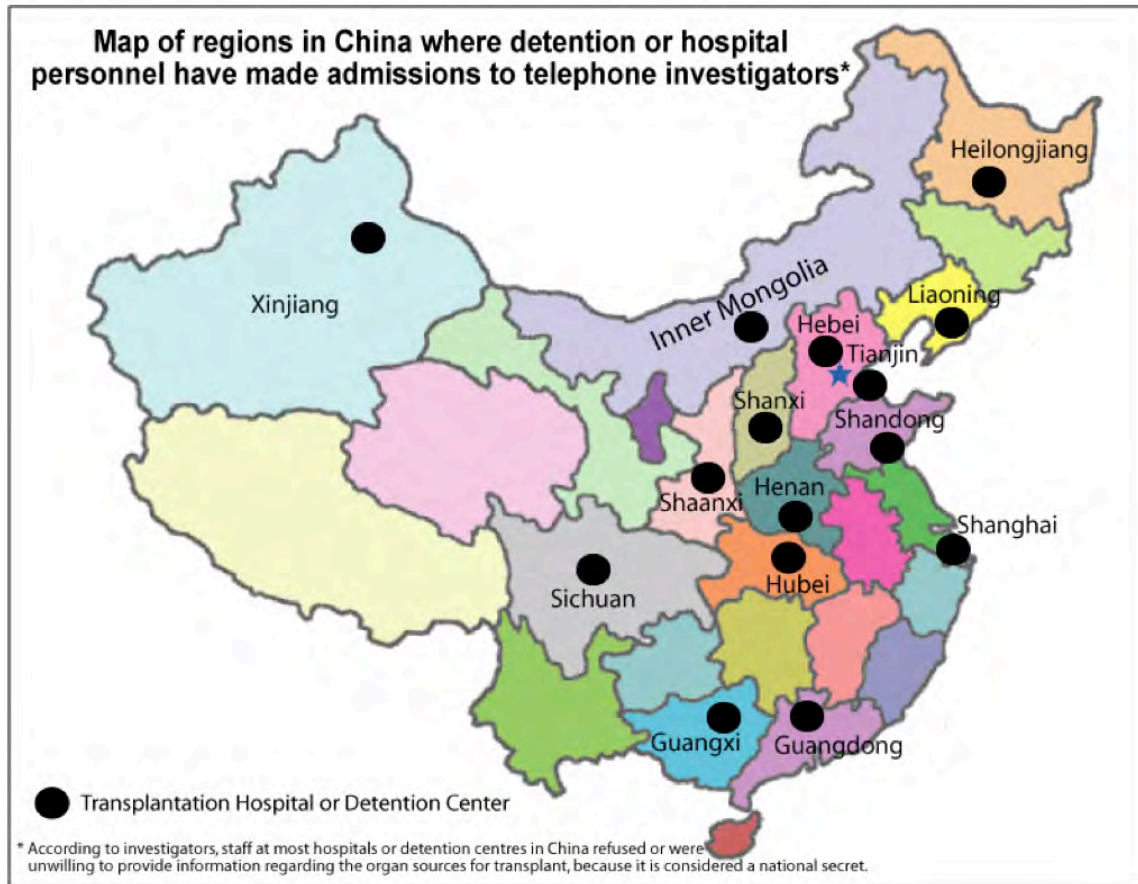 Map of regions in China where detention or hospital
personnel have made admissions to telephone investigators*
Heilongjiang
Xinjiang
Inner Mongolia
Liaoning
Hebei
Tianjin
Shanxi
Shandong
Shaanxi
Henan
Shanghai
Sichuan
Hubei
Guangxi
Guangdong
Transplantation Hospital or Detention Center
* According to investigators, staff at most hospitals or detention centres in China refused or were
unwilling to provide information regarding the organ sources for transplant, because it is considered a national secret.